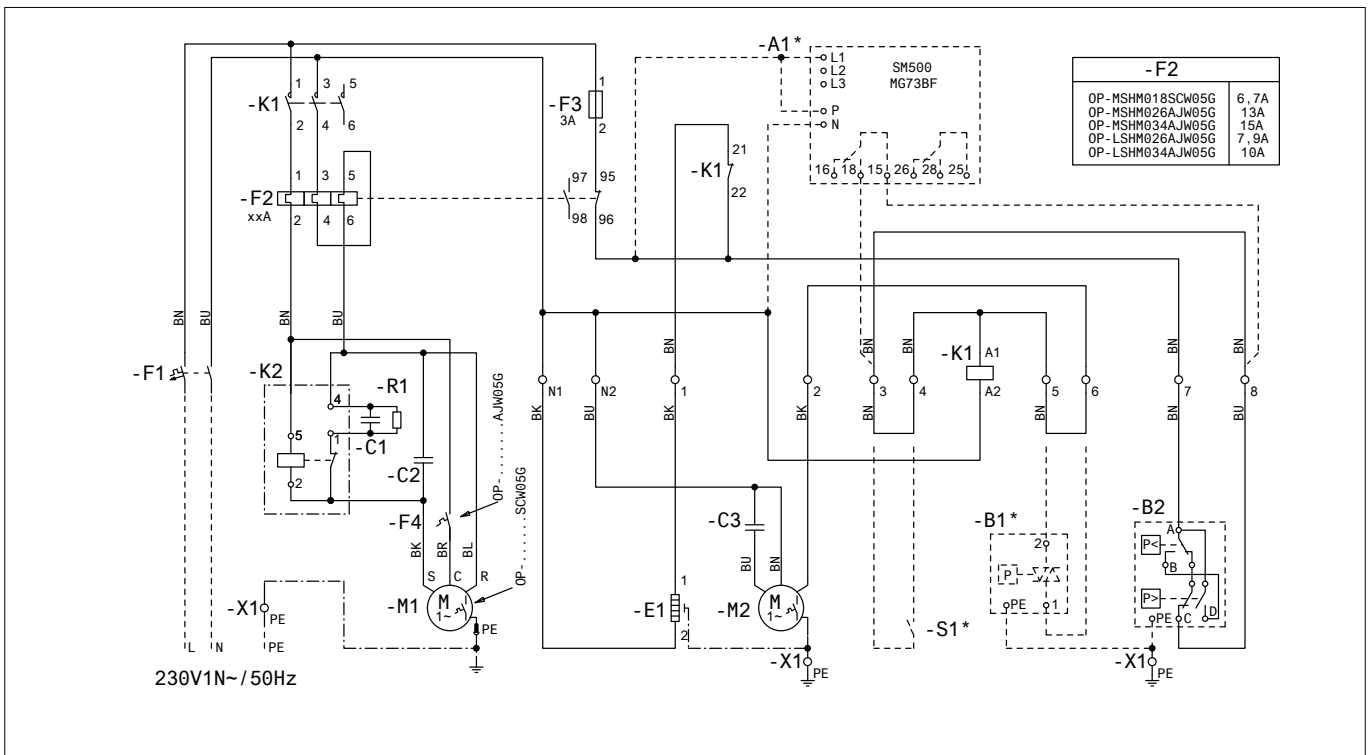 -A1*
L1
L2
L3
P
N
SM500
MG73BF
16 18 15 26 28 25
-F2
OP-MSHM018SCW05G 6,7A
OP-MSHM026AJW05G 13A
OP-MSHM034AJW05G 15A
OP-LSHM026AJW05G 7,9A
OP-LSHM034AJW05G 10A
-K1
1 3 5
2 4 6
-F3
3A
1
2
-K1
21
22
-F2
xxA
1 3 5
2 4 6
97 95
98 96
BN BU BN BU
BN BN BN BN BN BN
-F1
-K2
4
5
1
2
-R1
-C1
-C2
-F4
OP-......AJW05G
OP-.....SCW05G
BK BR BL
S C R
-M1
M
1~
PE
-X1
PE
L N PE
230V1N~/50Hz
N1 N2 1 2 3 4
-K1
A1
A2
5 6 7 8
BK BU BK BK BN BN BN BU
-C3
BU BN
-E1
1
2
-M2
M
1~
-X1
PE
-S1*
-B1*
2
P
PE 1
-B2
A
P<
B
P>
PE C D
-X1
PE